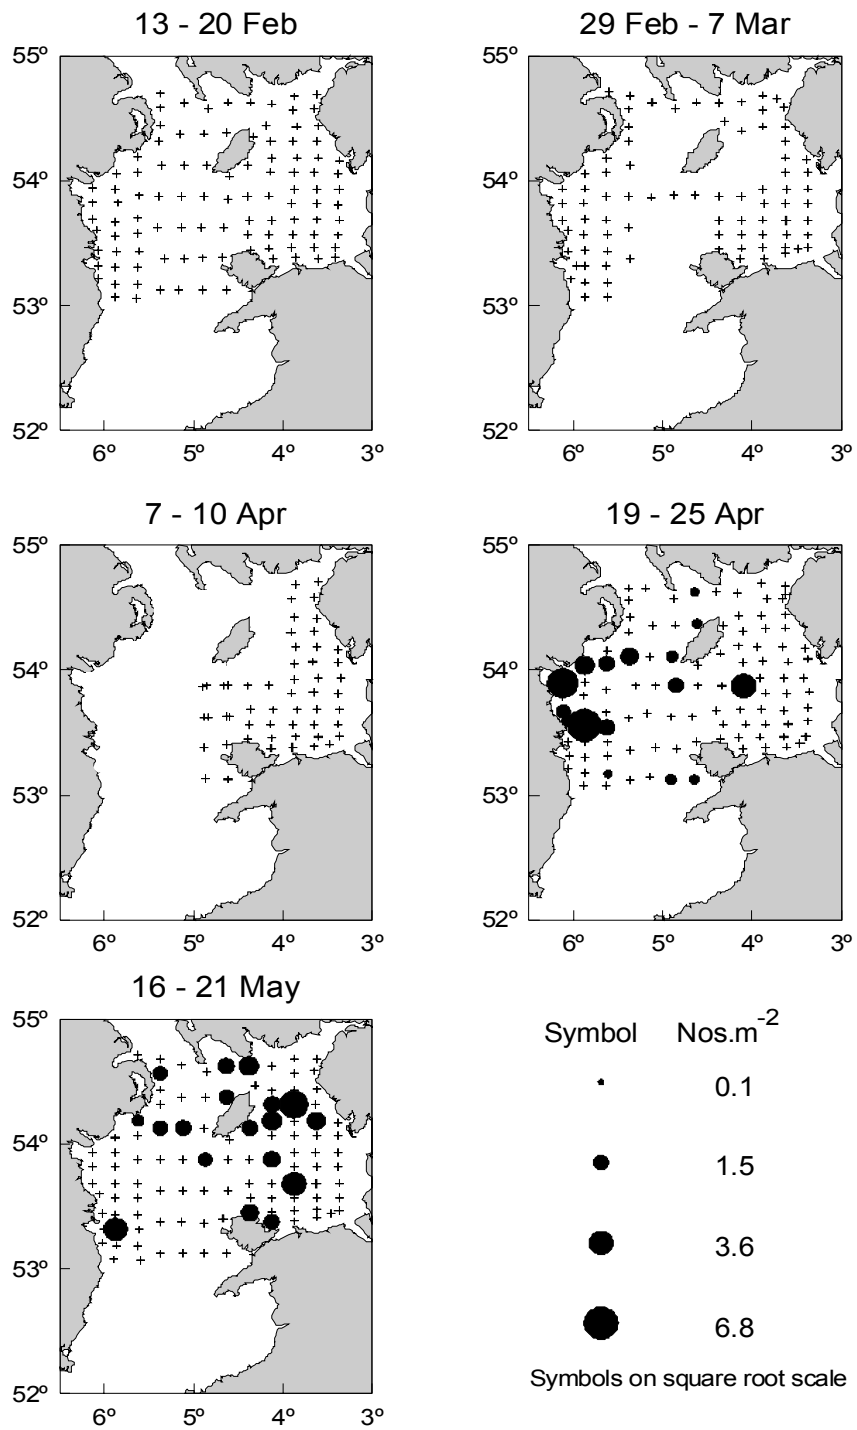 13 - 20 Feb
29 Feb - 7 Mar
55º
54º
53º
52º
6º 5º 4º 3º
55º
54º
53º
52º
6º 5º 4º 3º
7 - 10 Apr
19 - 25 Apr
55º
54º
53º
52º
6º 5º 4º 3º
55º
54º
53º
52º
6º 5º 4º 3º
16 - 21 May
55º
54º
53º
52º
6º 5º 4º 3º
Symbol Nos.m⁻²
0.1
1.5
3.6
6.8
Symbols on square root scale